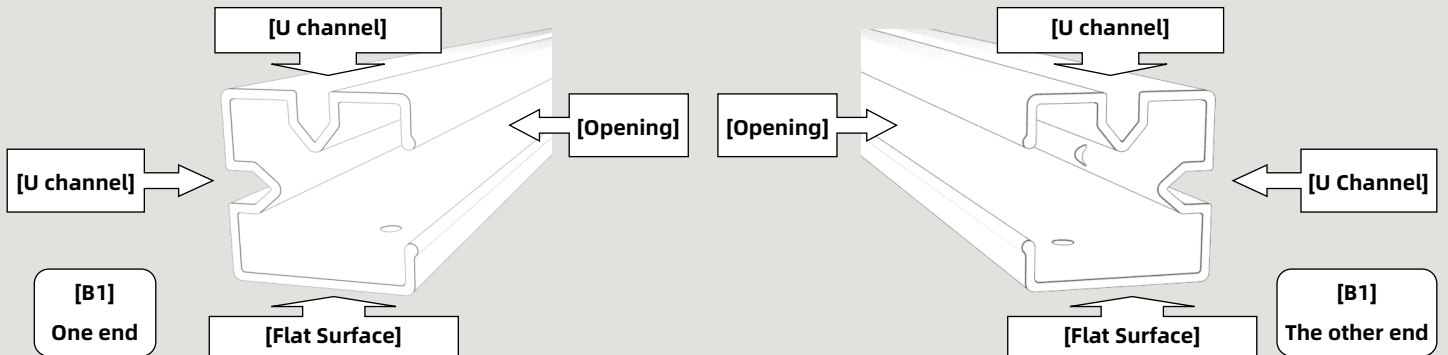 [U channel]
[U channel]
[Opening]
[Opening]
[U channel]
[U Channel]
[B1]
One end
[B1]
The other end
[Flat Surface]
[Flat Surface]